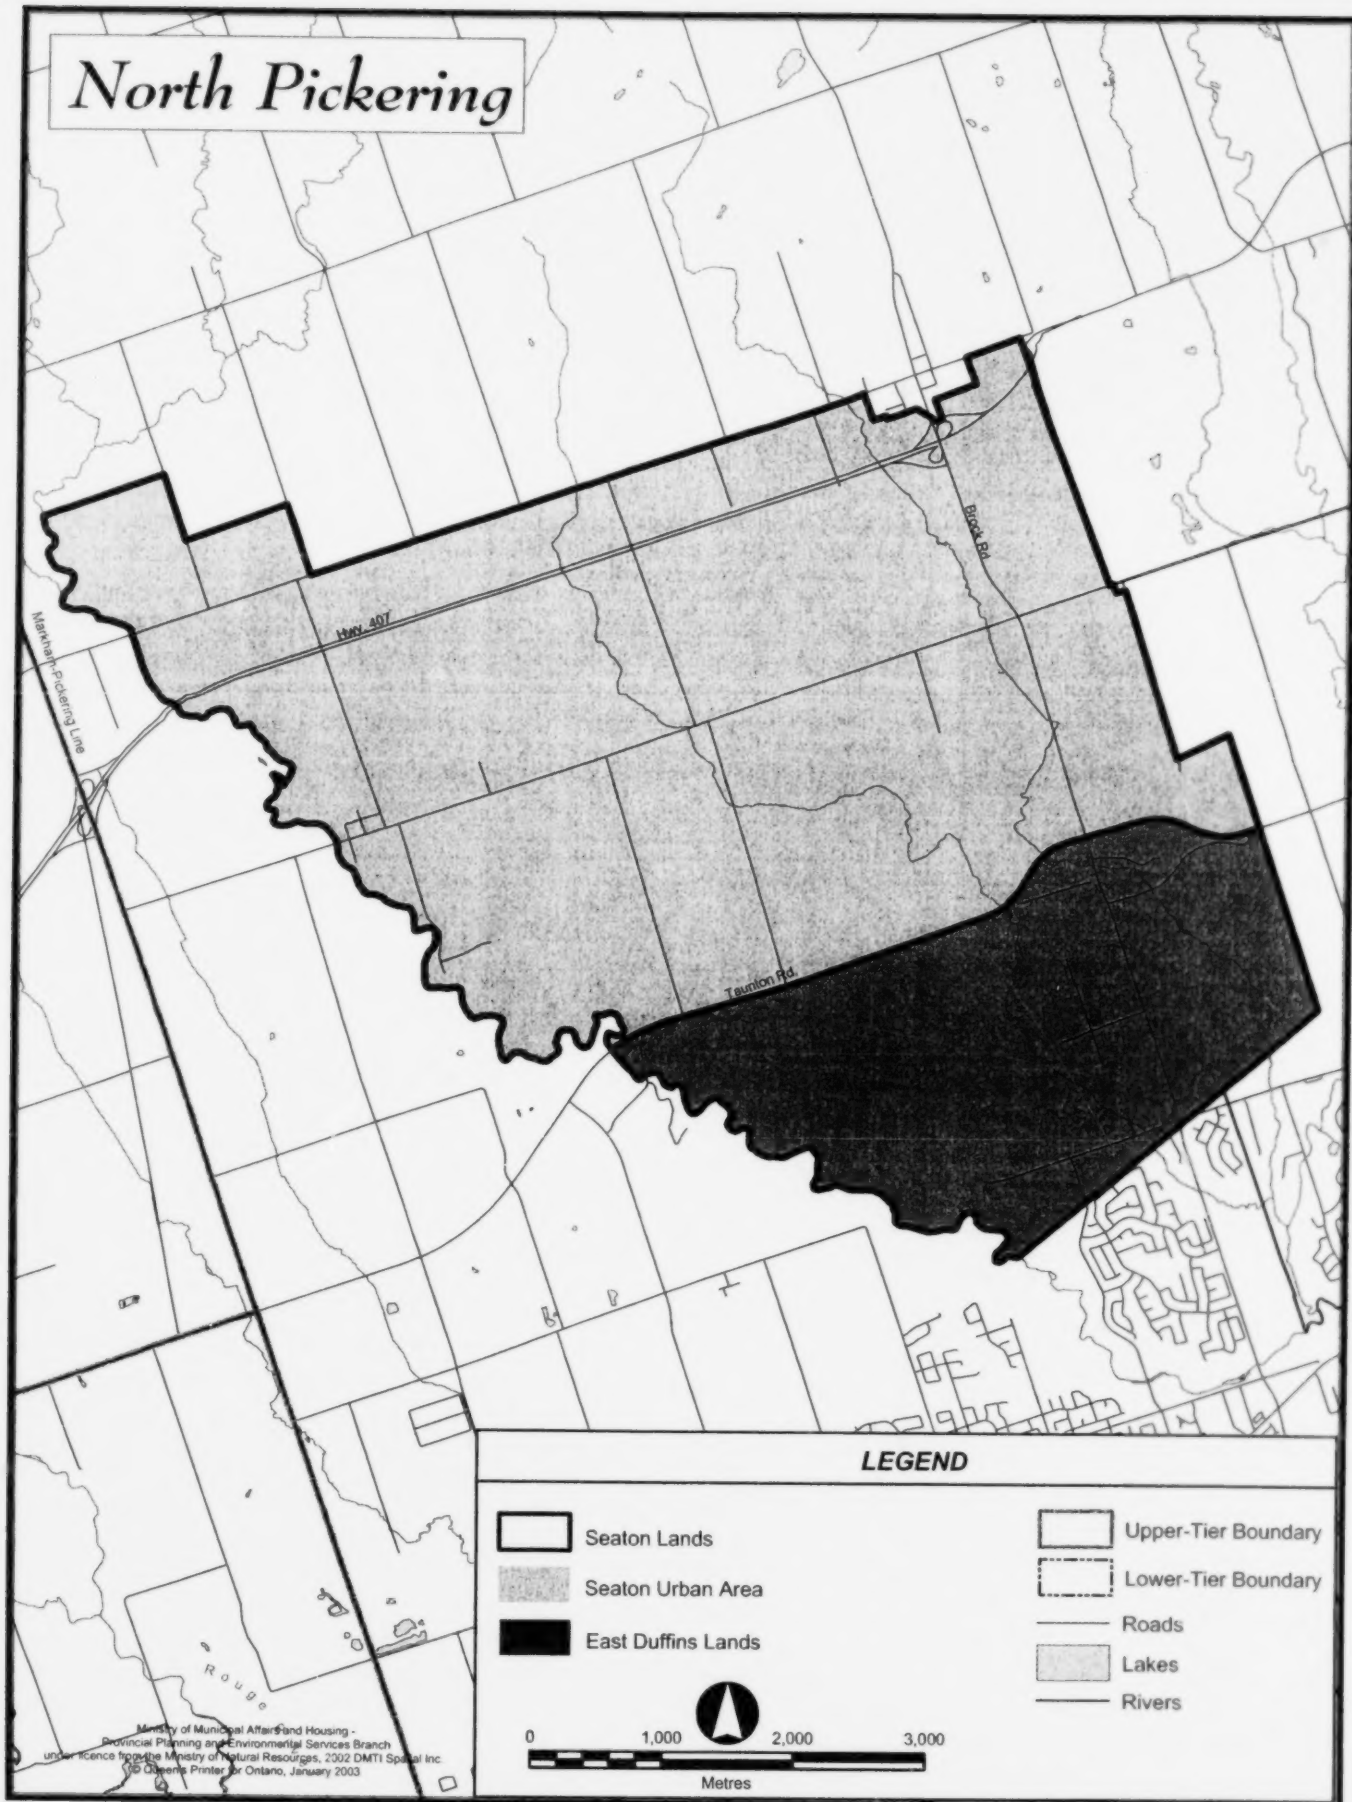 North Pickering
Brock Rd.
Hwy. 407
Markham-Pickering Line
Taunton Rd.
LEGEND
Seaton Lands
Seaton Urban Area
East Duffins Lands
Upper-Tier Boundary
Lower-Tier Boundary
Roads
Lakes
Rivers
0 1,000 2,000 3,000
Metres
Rouge
Ministry of Municipal Affairs and Housing -
Provincial Planning and Environmental Services Branch
under licence from the Ministry of Natural Resources, 2002 DMTI Spatial Inc.
© Queen's Printer for Ontario, January 2003